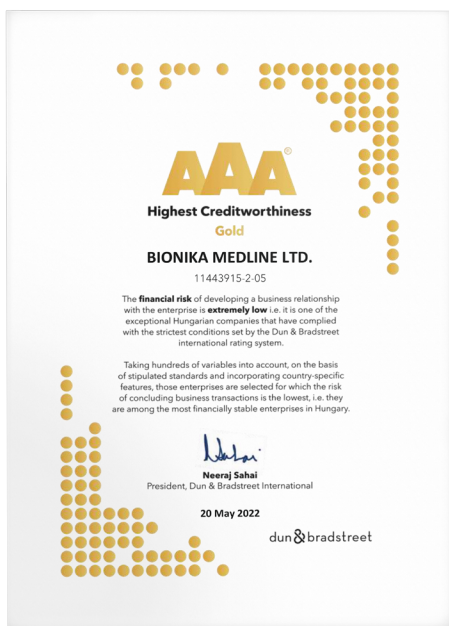 AAA®
Highest Creditworthiness
Gold
BIONIKA MEDLINE LTD.
11443915-2-05
The financial risk of developing a business relationship
with the enterprise is extremely low i.e. it is one of the
exceptional Hungarian companies that have complied
with the strictest conditions set by the Dun & Bradstreet
international rating system.
Taking hundreds of variables into account, on the basis
of stipulated standards and incorporating country-specific
features, those enterprises are selected for which the risk
of concluding business transactions is the lowest, i.e. they
are among the most financially stable enterprises in Hungary.
Neeraj Sahai
President, Dun & Bradstreet International
20 May 2022
dun & bradstreet